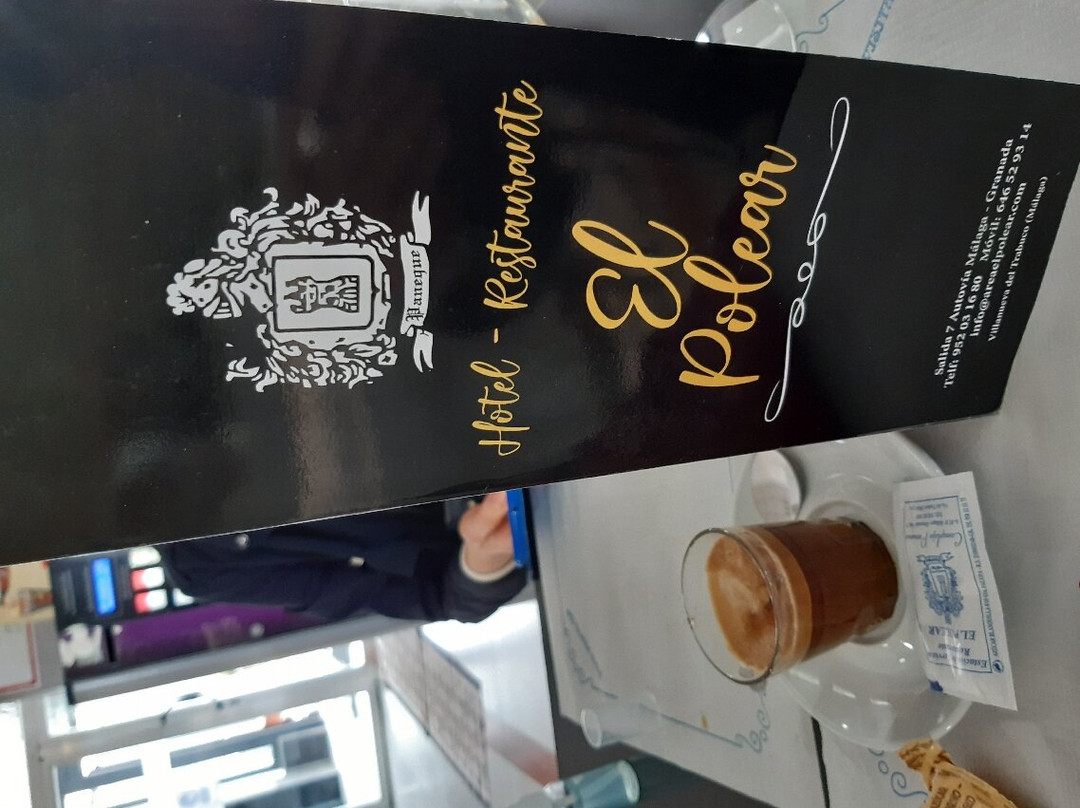 Paneque
Hotel - Restaurante
El
Polear
Salida 7 Autovía Málaga - Granada
Telf: 952 03 16 80 Móvil: 646 52 93 14
info@areaelpolear.com
Villanueva del Trabuco (Málaga)
EL POLEAR